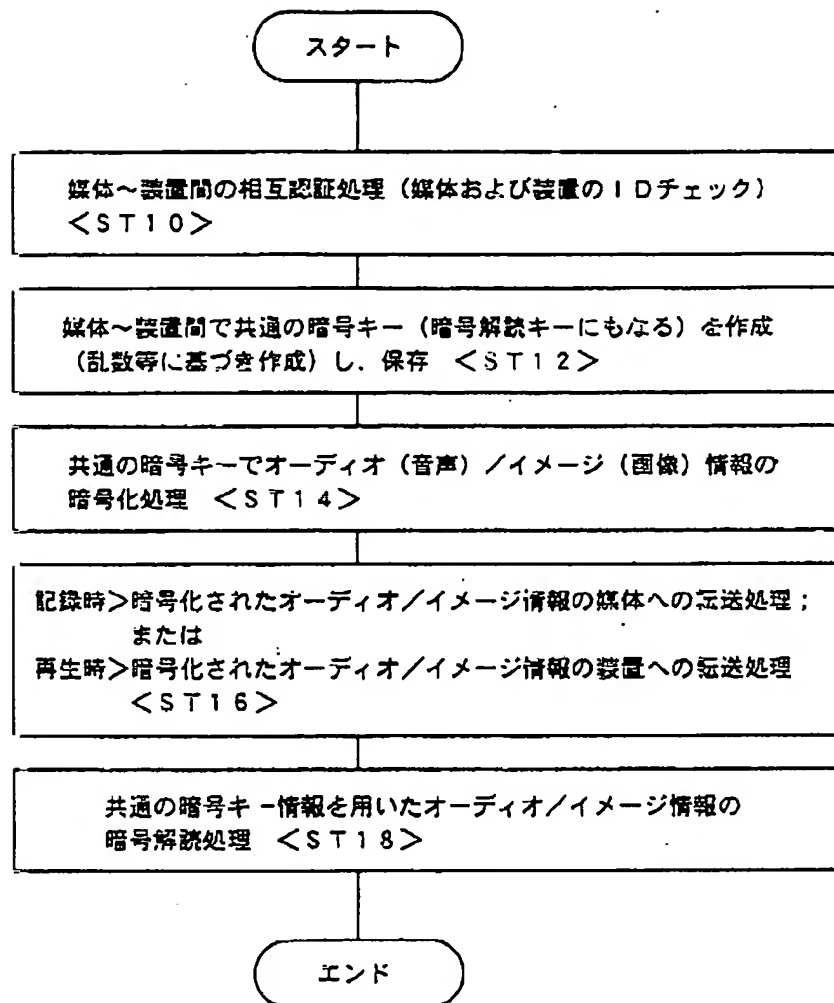 スタート
媒体～装置間の相互認証処理（媒体および装置のＩＤチェック）
＜ＳＴ１０＞
媒体～装置間で共通の暗号キー（暗号解読キーにもなる）を作成
（乱数等に基づき作成）し、保存 ＜ＳＴ１２＞
共通の暗号キーでオーディオ（音声）／イメージ（画像）情報の
暗号化処理 ＜ＳＴ１４＞
記録時＞暗号化されたオーディオ／イメージ情報の媒体への転送処理；
または
再生時＞暗号化されたオーディオ／イメージ情報の装置への転送処理
＜ＳＴ１６＞
共通の暗号キー情報を用いたオーディオ／イメージ情報の
暗号解読処理 ＜ＳＴ１８＞
エンド